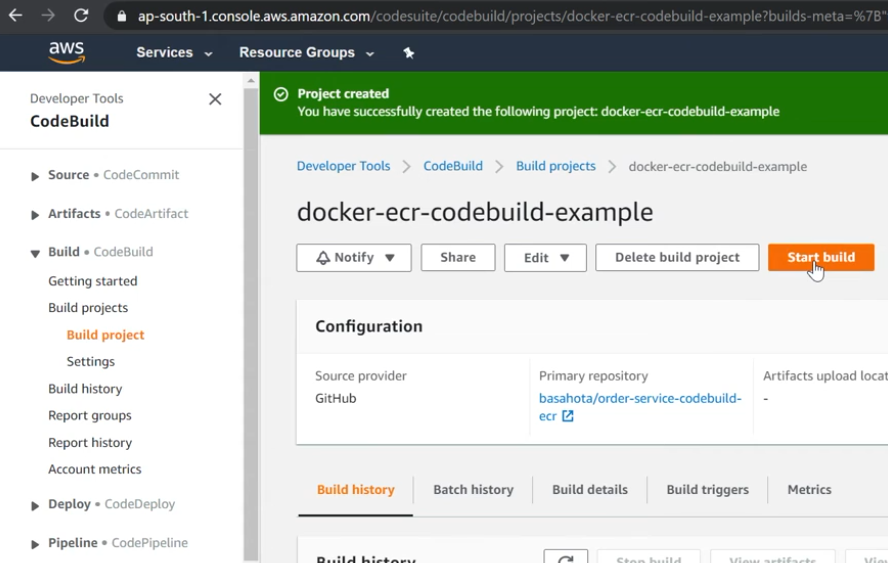 ap-south-1.console.aws.amazon.com/codesuite/codebuild/projects/docker-ecr-codebuild-example?builds-meta=%7B"
aws
Services
Resource Groups
Developer Tools
CodeBuild
Source • CodeCommit
Artifacts • CodeArtifact
Build • CodeBuild
Getting started
Build projects
Build project
Settings
Build history
Report groups
Report history
Account metrics
Deploy • CodeDeploy
Pipeline • CodePipeline
Project created
You have successfully created the following project: docker-ecr-codebuild-example
Developer Tools
CodeBuild
Build projects
docker-ecr-codebuild-example
docker-ecr-codebuild-example
Notify
Share
Edit
Delete build project
Start build
Configuration
Source provider
GitHub
Primary repository
basahota/order-service-codebuild-
ecr
Artifacts upload locat
-
Build history
Batch history
Build details
Build triggers
Metrics
Build history
Stop build
View artifacts